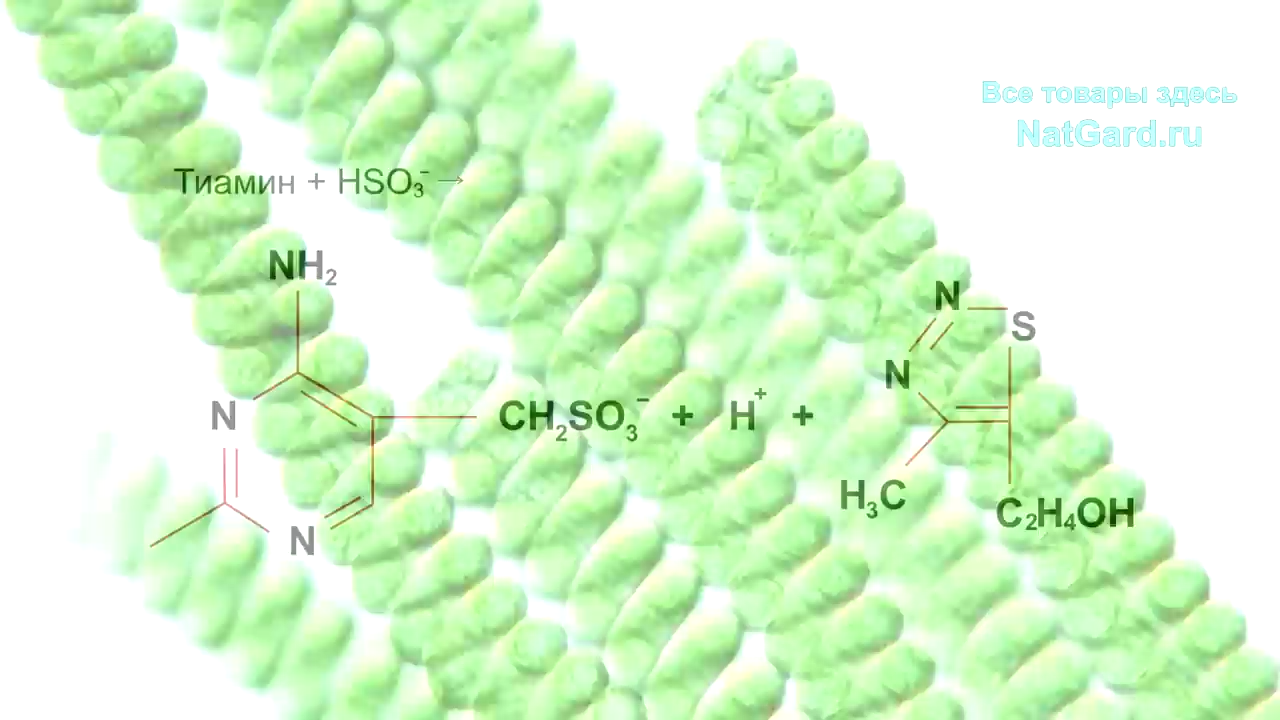 Все товары здесь
NatGard.ru
Тиамин + HSO₃⁻ →
NH₂
N
N
CH₂SO₃⁻ + H⁺ +
N
S
N
H₃C
C₂H₄OH